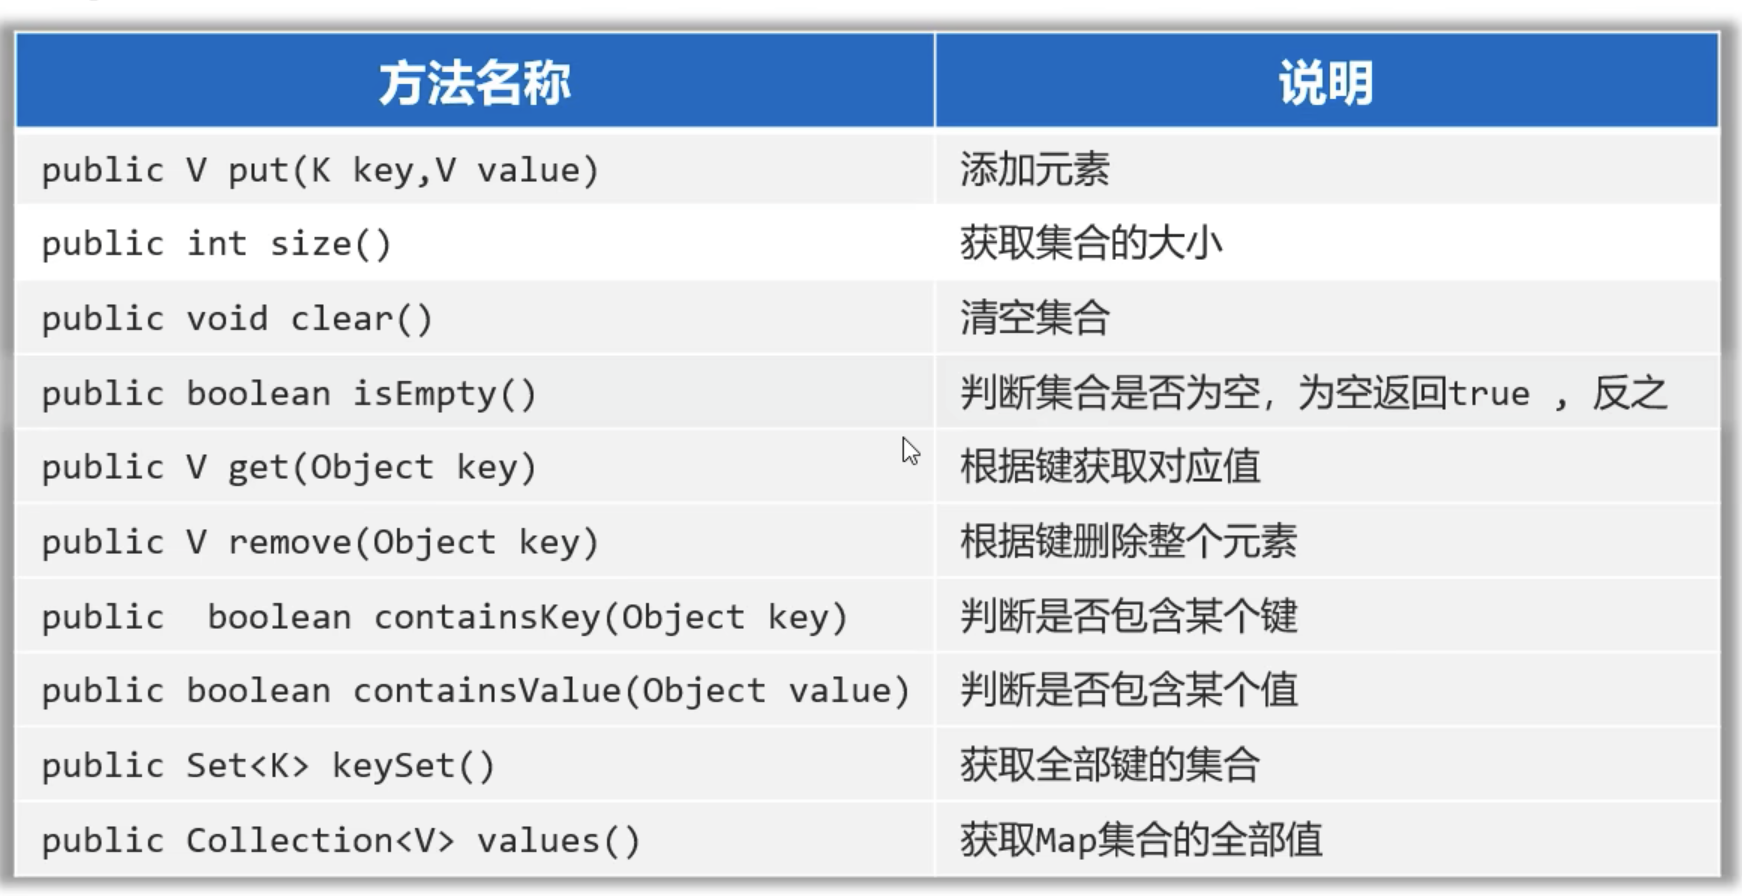 方法名称 说明
public V put(K key,V value) 添加元素
public int size() 获取集合的大小
public void clear() 清空集合
public boolean isEmpty() 判断集合是否为空，为空返回true , 反之
public V get(Object key) 根据键获取对应值
public V remove(Object key) 根据键删除整个元素
public  boolean containsKey(Object key) 判断是否包含某个键
public boolean containsValue(Object value) 判断是否包含某个值
public Set<K> keySet() 获取全部键的集合
public Collection<V> values() 获取Map集合的全部值